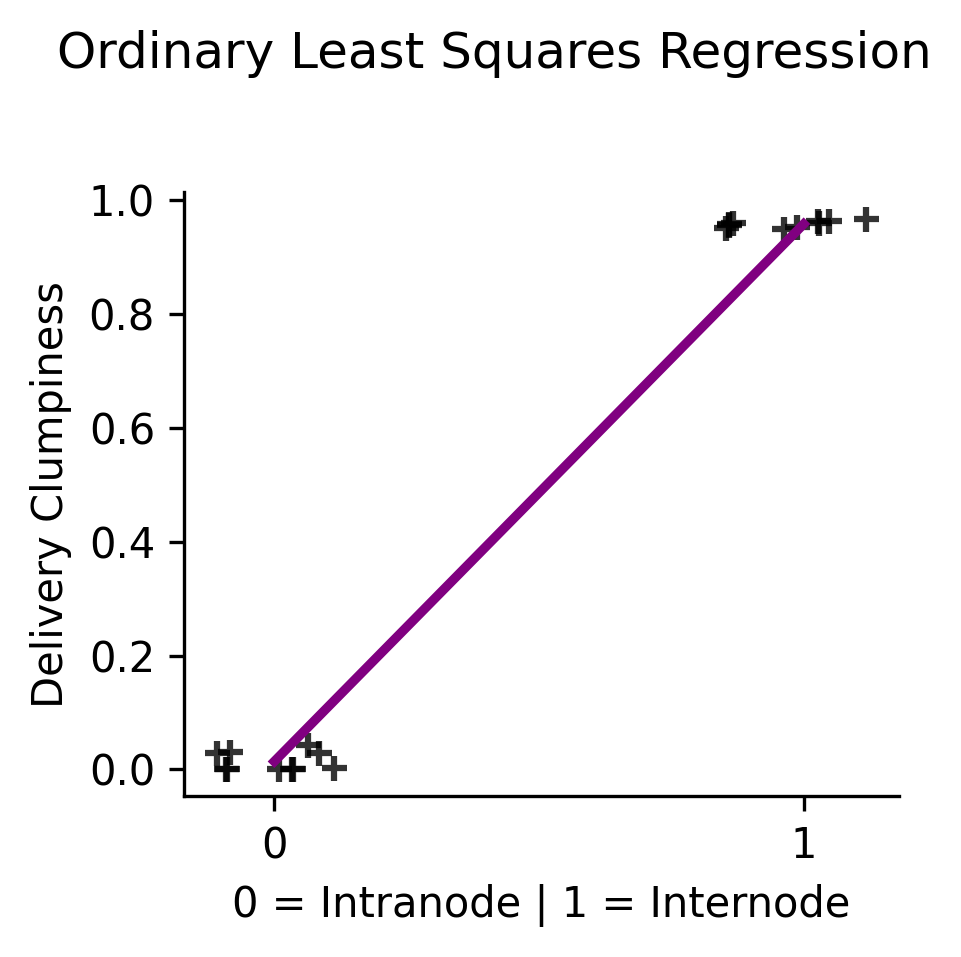 Ordinary Least Squares Regression
Delivery Clumpiness
1.0
0.8
0.6
0.4
0.2
0.0
0
1
0 = Intranode | 1 = Internode